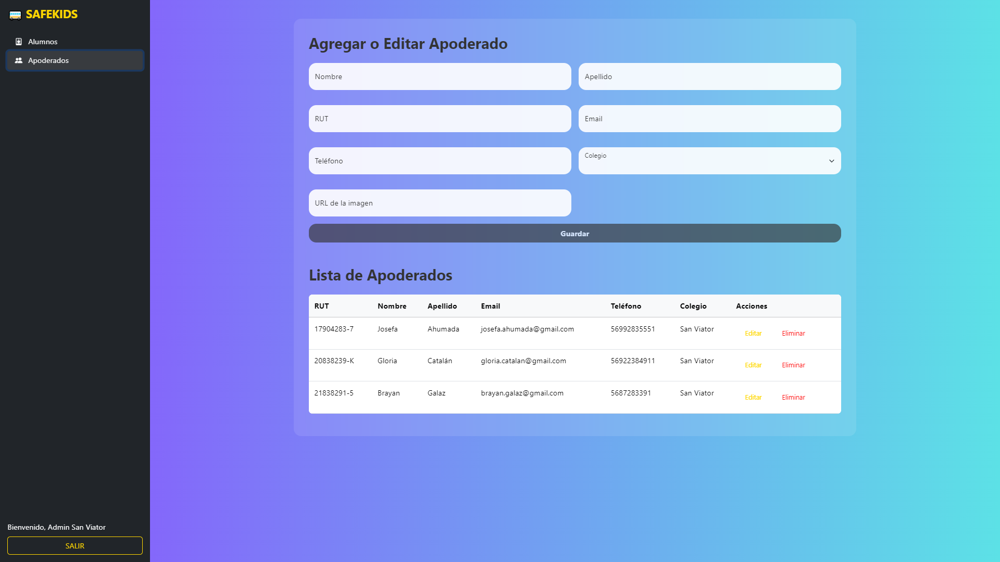 SAFEKIDS
Alumnos
Apoderados
Bienvenido, Admin San Viator
SALIR
Agregar o Editar Apoderado
Nombre
Apellido
RUT
Email
Teléfono
Colegio
URL de la imagen
Guardar
Lista de Apoderados
RUT Nombre Apellido Email Teléfono Colegio Acciones
17904283-7 Josefa Ahumada josefa.ahumada@gmail.com 56992835551 San Viator Editar Eliminar
20838239-K Gloria Catalán gloria.catalan@gmail.com 56922384911 San Viator Editar Eliminar
21838291-5 Brayan Galaz brayan.galaz@gmail.com 5687283391 San Viator Editar Eliminar